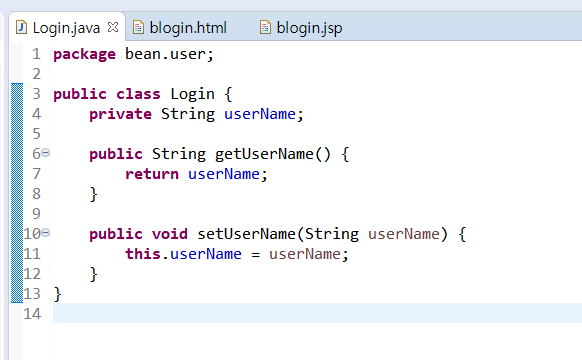 Login.java blogin.html blogin.jsp
1 package bean.user;
2
3 public class Login {
4     private String userName;
5
6     public String getUserName() {
7         return userName;
8     }
9
10     public void setUserName(String userName) {
11         this.userName = userName;
12     }
13 }
14